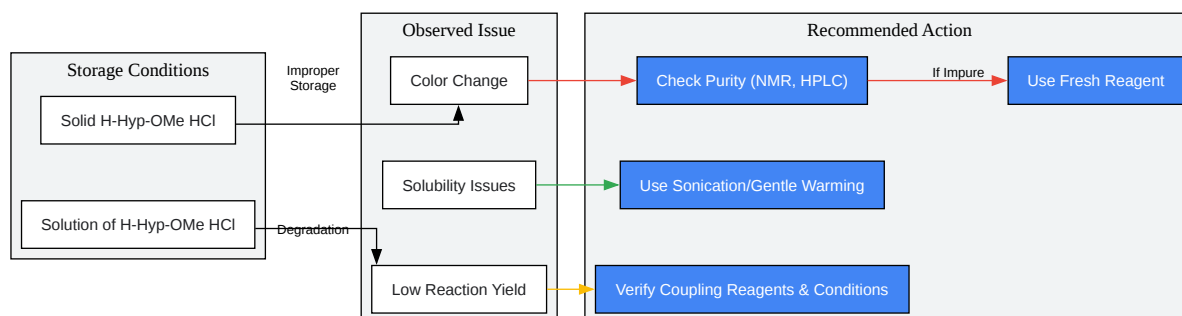 Storage Conditions
Solid H-Hyp-OMe HCl
Solution of H-Hyp-OMe HCl
Improper
Storage
Degradation
Observed Issue
Color Change
Solubility Issues
Low Reaction Yield
Recommended Action
Check Purity (NMR, HPLC)
If Impure
Use Fresh Reagent
Use Sonication/Gentle Warming
Verify Coupling Reagents & Conditions